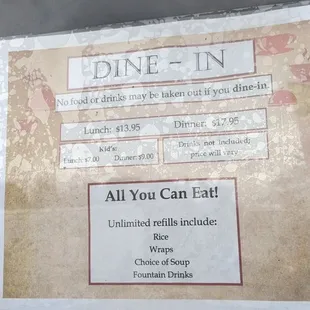 DINE - IN
No food or drinks may be taken out if you dine-in.
Lunch: $13.95 Dinner: $17.95
Kid's:
Lunch: $7.00 Dinner: $9.00
Drinks not included;
price will vary.
All You Can Eat!
Unlimited refills include:
Rice
Wraps
Choice of Soup
Fountain Drinks